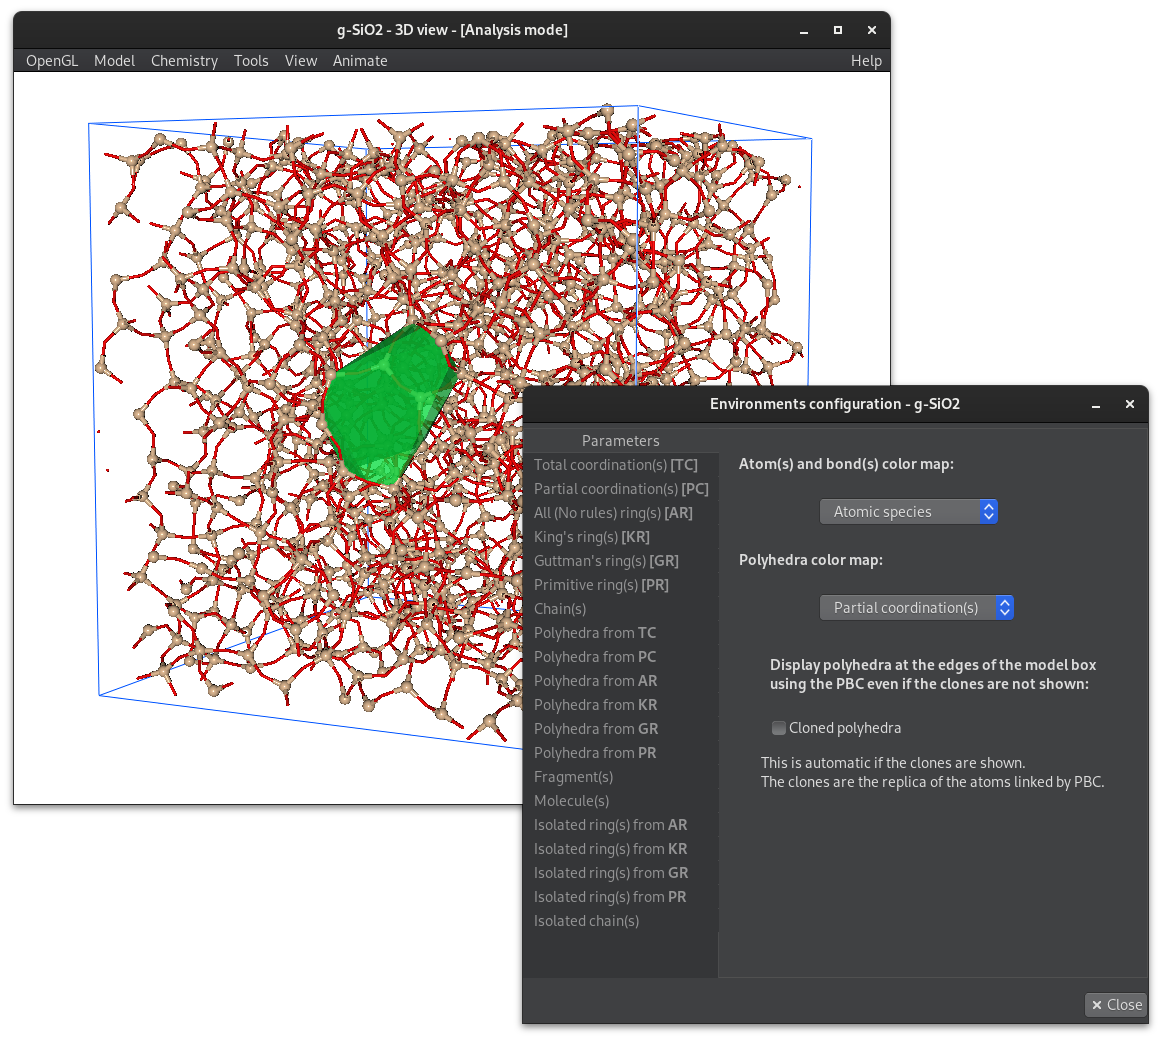 g-SiO2 - 3D view - [Analysis mode]
OpenGL Model Chemistry Tools View Animate Help
Environments configuration - g-SiO2
Parameters
Total coordination(s) [TC]
Partial coordination(s) [PC]
All (No rules) ring(s) [AR]
King's ring(s) [KR]
Guttman's ring(s) [GR]
Primitive ring(s) [PR]
Chain(s)
Polyhedra from TC
Polyhedra from PC
Polyhedra from AR
Polyhedra from KR
Polyhedra from GR
Polyhedra from PR
Fragment(s)
Molecule(s)
Isolated ring(s) from AR
Isolated ring(s) from KR
Isolated ring(s) from GR
Isolated ring(s) from PR
Isolated chain(s)
Atom(s) and bond(s) color map:
Atomic species
Polyhedra color map:
Partial coordination(s)
Display polyhedra at the edges of the model box
using the PBC even if the clones are not shown:
Cloned polyhedra
This is automatic if the clones are shown.
The clones are the replica of the atoms linked by PBC.
Close